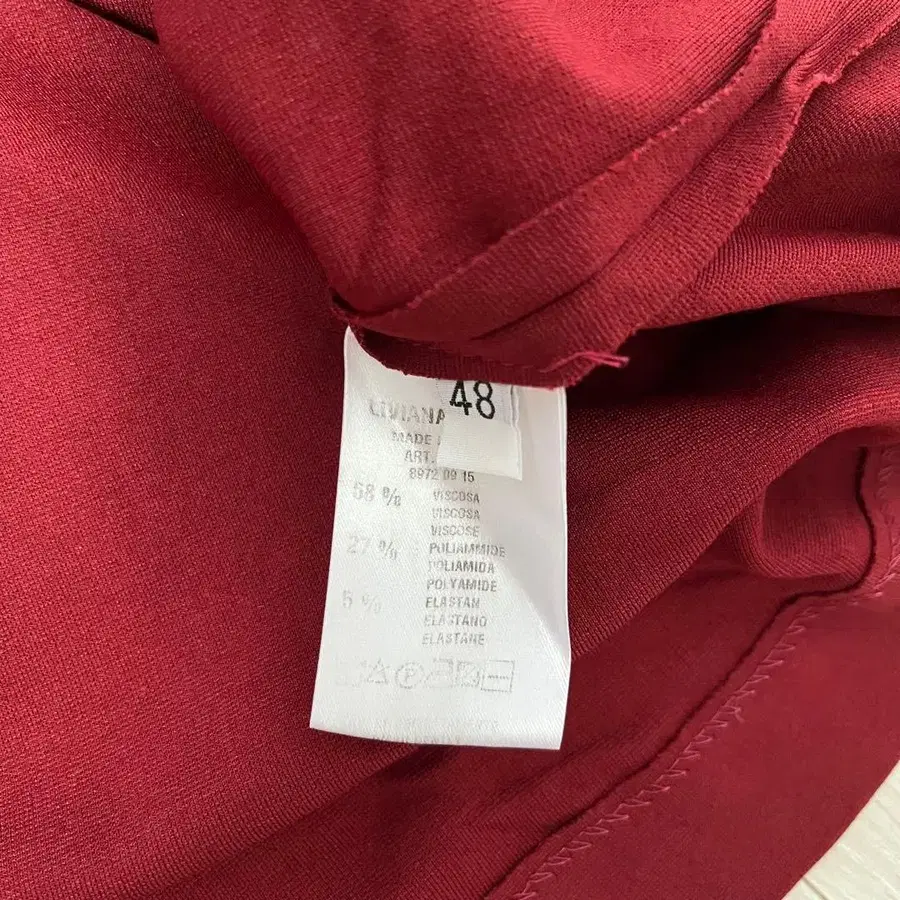 48
LIVIANA
MADE
ART.
8972 09 15
68 % VISCOSA
VISCOSA
VISCOSE
27 % POLIAMMIDE
POLIAMIDA
POLYAMIDE
5 % ELASTAN
ELASTANO
ELASTANE